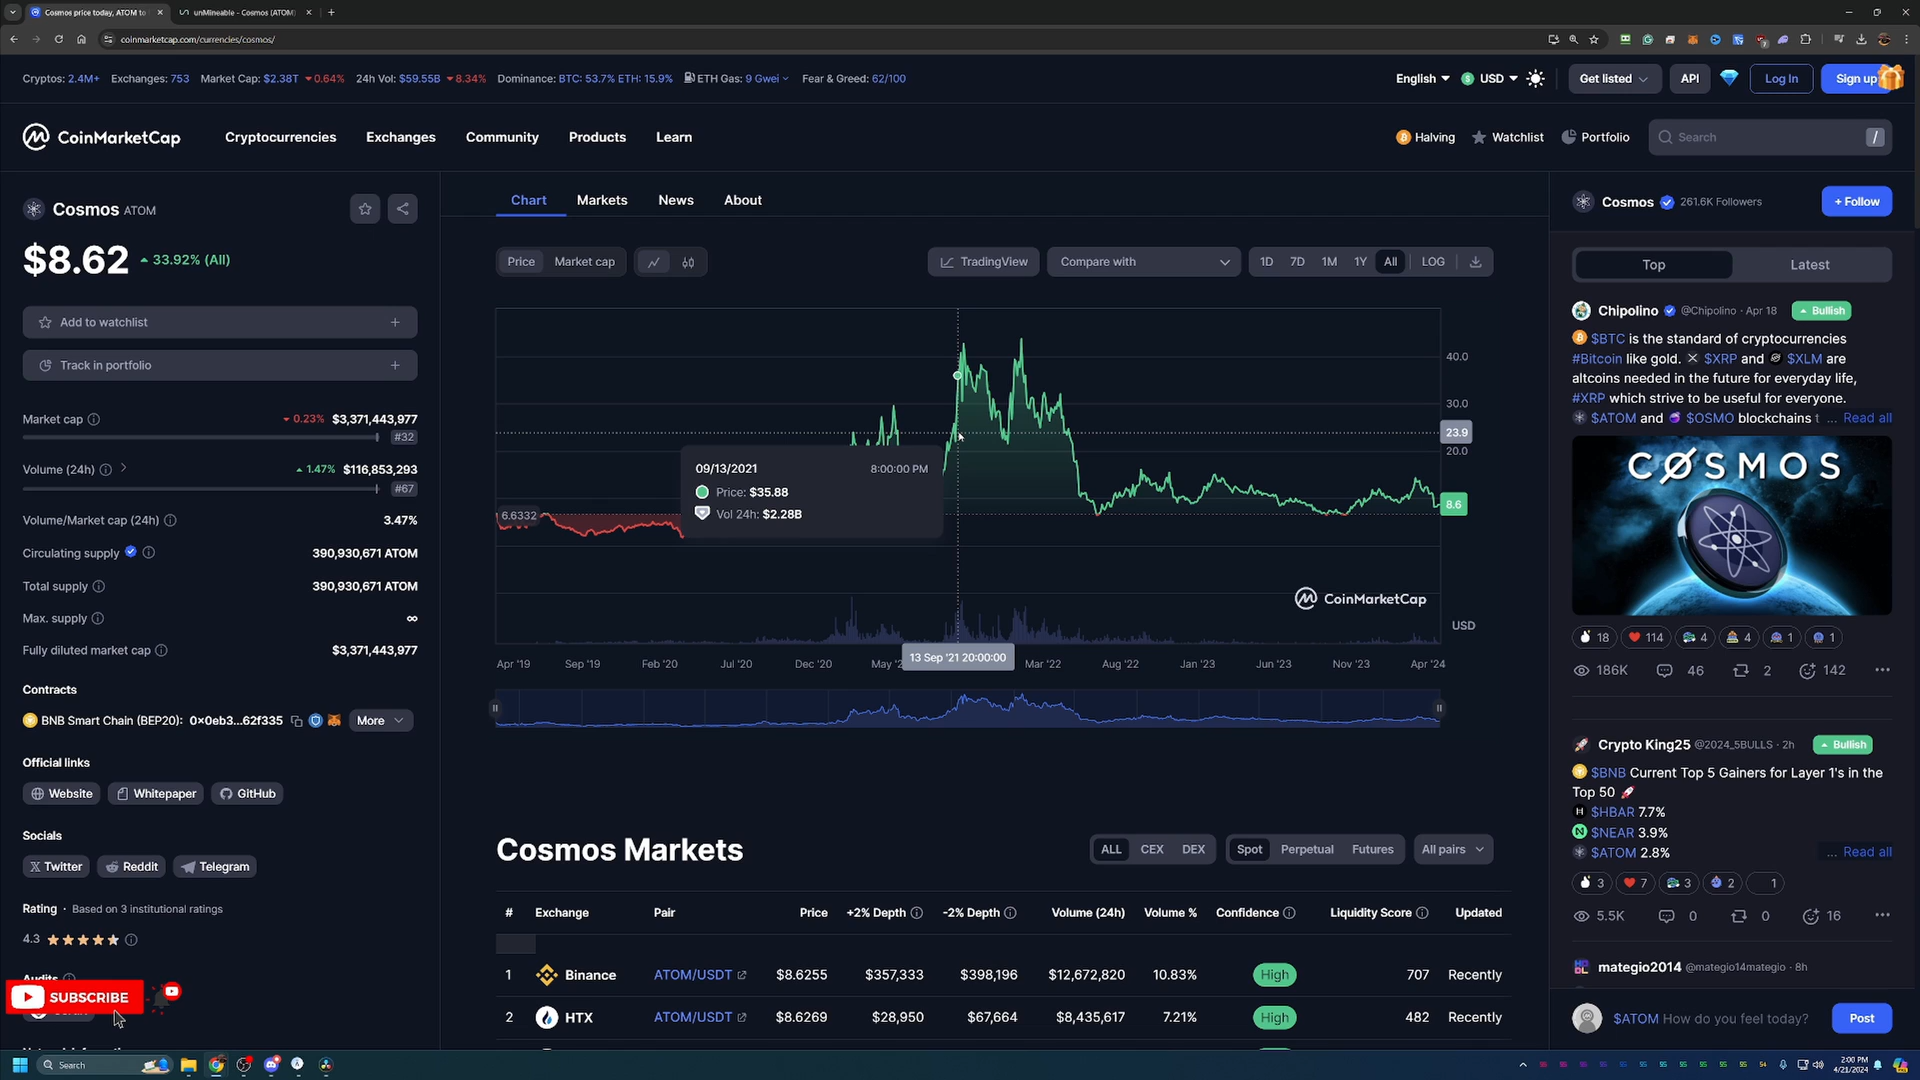 Cosmos price today, ATOM to
unMineable - Cosmos (ATOM)
coinmarketcap.com/currencies/cosmos/
Cryptos: 2.4M+ Exchanges: 753 Market Cap: $2.38T 0.64% 24h Vol: $59.55B 8.34% Dominance: BTC: 53.7% ETH: 15.9% ETH Gas: 9 Gwei Fear & Greed: 62/100
English USD Get listed API Log In Sign up
CoinMarketCap Cryptocurrencies Exchanges Community Products Learn
Halving Watchlist Portfolio Search /
Cosmos ATOM
$8.62 33.92% (All)
Add to watchlist +
Track in portfolio +
Market cap 0.23% $3,371,443,977
#32
Volume (24h) 1.47% $116,853,293
#67
Volume/Market cap (24h) 3.47%
Circulating supply 390,930,671 ATOM
Total supply 390,930,671 ATOM
Max. supply ∞
Fully diluted market cap $3,371,443,977
Contracts
BNB Smart Chain (BEP20): 0x0eb3...62f335 More
Official links
Website Whitepaper GitHub
Socials
Twitter Reddit Telegram
Rating · Based on 3 institutional ratings
4.3
Audits
SUBSCRIBE
Chart Markets News About
Price Market cap
TradingView Compare with 1D 7D 1M 1Y All LOG
40.0
30.0
23.9
20.0
8.6
6.6332
09/13/2021 8:00:00 PM
Price: $35.88
Vol 24h: $2.28B
CoinMarketCap
USD
13 Sep '21 20:00:00
Apr '19 Sep '19 Feb '20 Jul '20 Dec '20 May '2 Mar '22 Aug '22 Jan '23 Jun '23 Nov '23 Apr '24
Cosmos Markets
ALL CEX DEX Spot Perpetual Futures All pairs
# Exchange Pair Price +2% Depth -2% Depth Volume (24h) Volume % Confidence Liquidity Score Updated
1 Binance ATOM/USDT $8.6255 $357,333 $398,196 $12,672,820 10.83% High 707 Recently
2 HTX ATOM/USDT $8.6269 $28,950 $67,664 $8,435,617 7.21% High 482 Recently
Cosmos 261.6K Followers + Follow
Top Latest
Chipolino @Chipolino · Apr 18 Bullish
$BTC is the standard of cryptocurrencies
#Bitcoin like gold. $XRP and $XLM are
altcoins needed in the future for everyday life,
#XRP which strive to be useful for everyone.
$ATOM and $OSMO blockchains t ... Read all
COSMOS
18 114 4 4 1 1
186K 46 2 142
Crypto King25 @2024_5BULLS · 2h Bullish
$BNB Current Top 5 Gainers for Layer 1's in the
Top 50
$HBAR 7.7%
$NEAR 3.9%
$ATOM 2.8% ... Read all
3 7 3 2 1
5.5K 0 0 16
mategio2014 @mategio14mategio · 8h
$ATOM How do you feel today? Post
Search
2:00 PM
4/21/2024